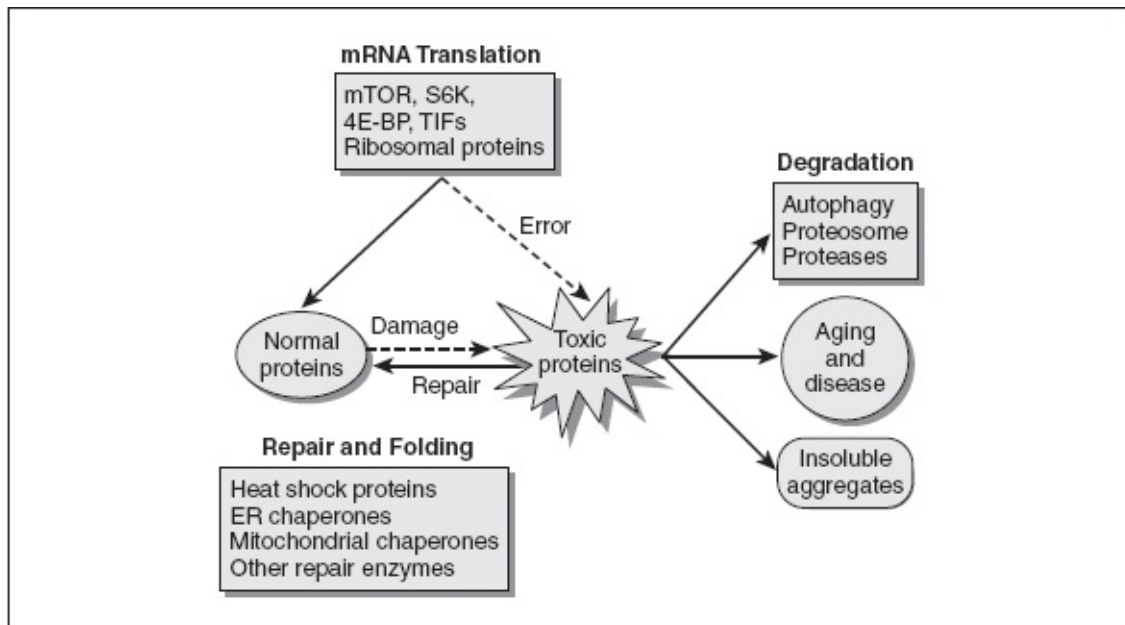 mRNA Translation
mTOR, S6K,
4E-BP, TIFs
Ribosomal proteins
Error
Degradation
Autophagy
Proteosome
Proteases
Normal
proteins
Damage
Repair
Toxic
proteins
Aging
and
disease
Insoluble
aggregates
Repair and Folding
Heat shock proteins
ER chaperones
Mitochondrial chaperones
Other repair enzymes